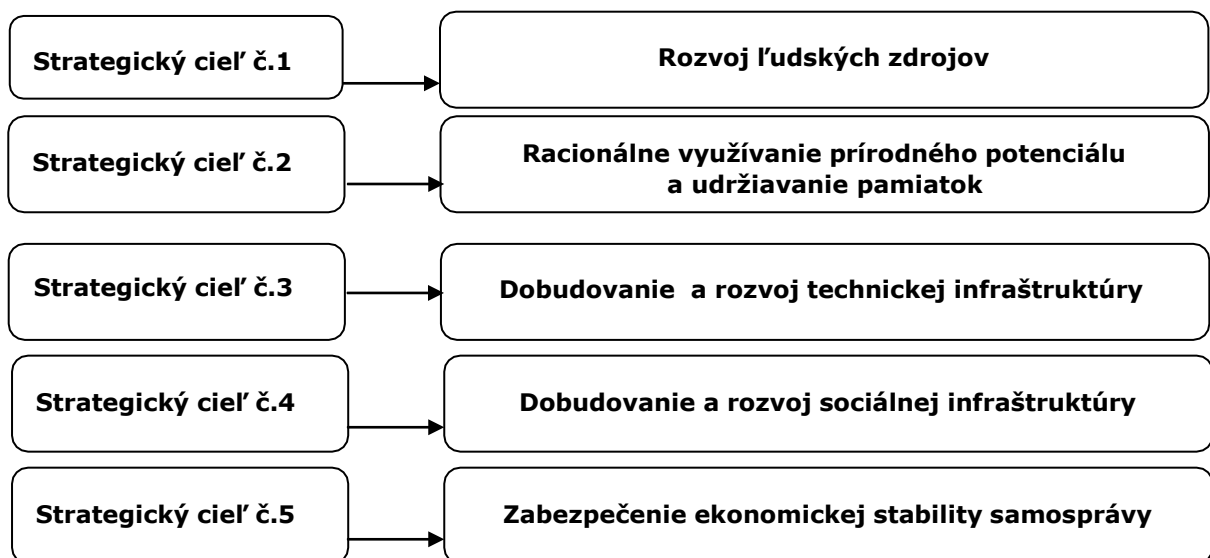 Strategický cieľ č.1
Rozvoj ľudských zdrojov
Strategický cieľ č.2
Racionálne využívanie prírodného potenciálu
a udržiavanie pamiatok
Strategický cieľ č.3
Dobudovanie a rozvoj technickej infraštruktúry
Strategický cieľ č.4
Dobudovanie a rozvoj sociálnej infraštruktúry
Strategický cieľ č.5
Zabezpečenie ekonomickej stability samosprávy